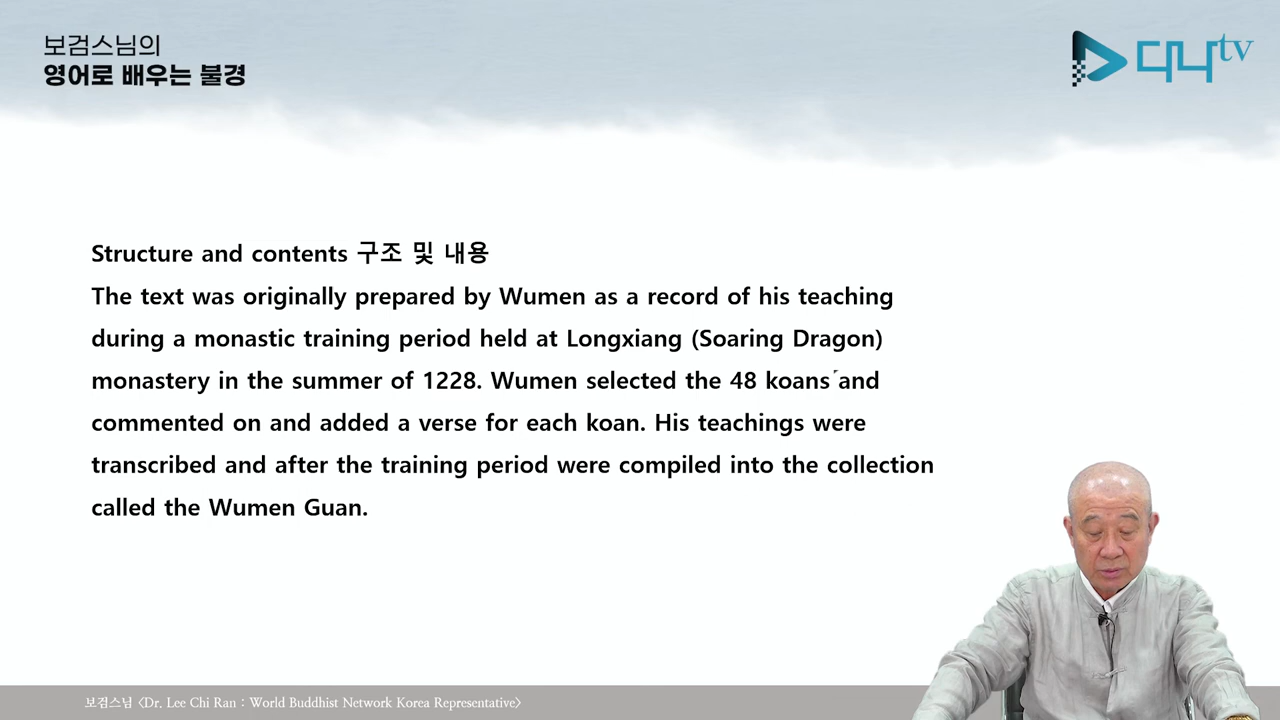 보검스님의
영어로 배우는 불경
디나tv
Structure and contents 구조 및 내용
The text was originally prepared by Wumen as a record of his teaching
during a monastic training period held at Longxiang (Soaring Dragon)
monastery in the summer of 1228. Wumen selected the 48 koans and
commented on and added a verse for each koan. His teachings were
transcribed and after the training period were compiled into the collection
called the Wumen Guan.
보검스님 <Dr. Lee Chi Ran : World Buddhist Network Korea Representative>